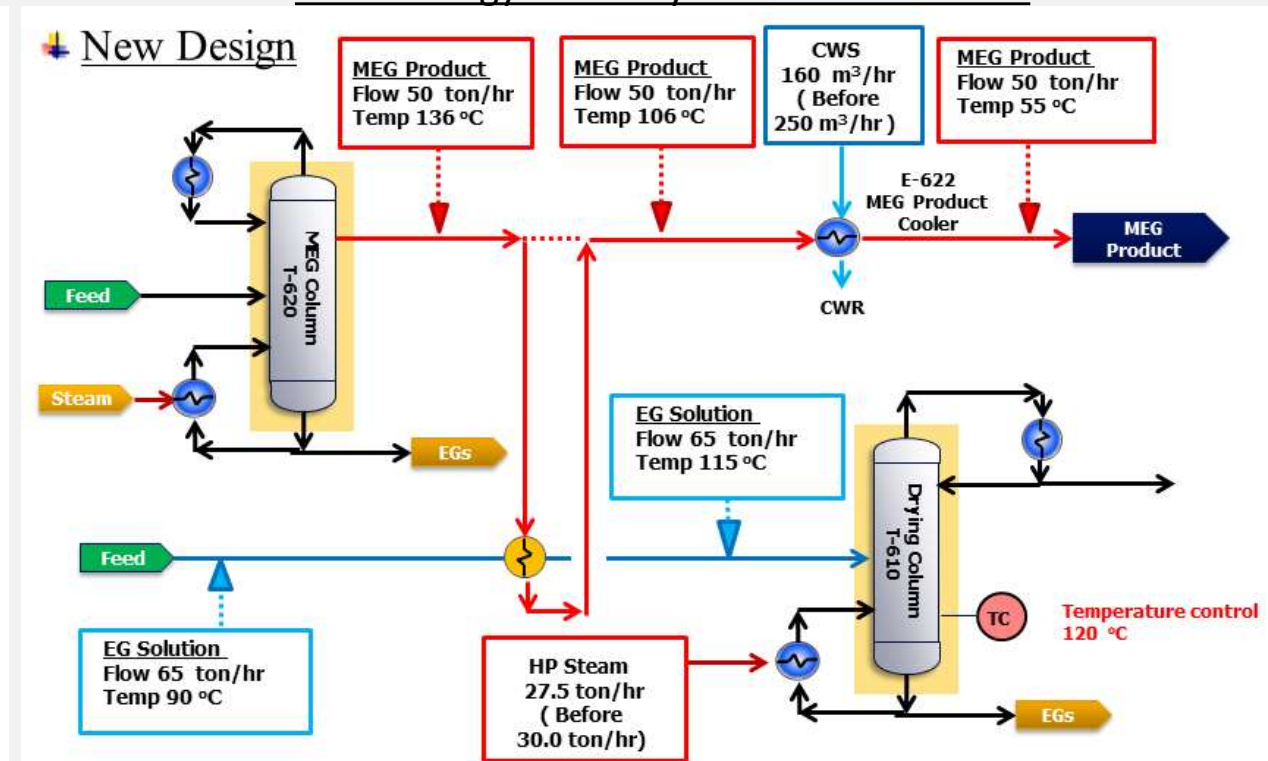 New Design
MEG Product
Flow 50 ton/hr
Temp 136 °C
MEG Product
Flow 50 ton/hr
Temp 106 °C
CWS
160 m³/hr
( Before
250 m³/hr )
MEG Product
Flow 50 ton/hr
Temp 55 °C
E-622
MEG Product
Cooler
MEG
Product
CWR
MEG Column
T-620
Feed
Steam
EGs
EG Solution
Flow 65 ton/hr
Temp 115 °C
Drying Column
T-610
Feed
TC
Temperature control
120 °C
EG Solution
Flow 65 ton/hr
Temp 90 °C
HP Steam
27.5 ton/hr
( Before
30.0 ton/hr)
EGs